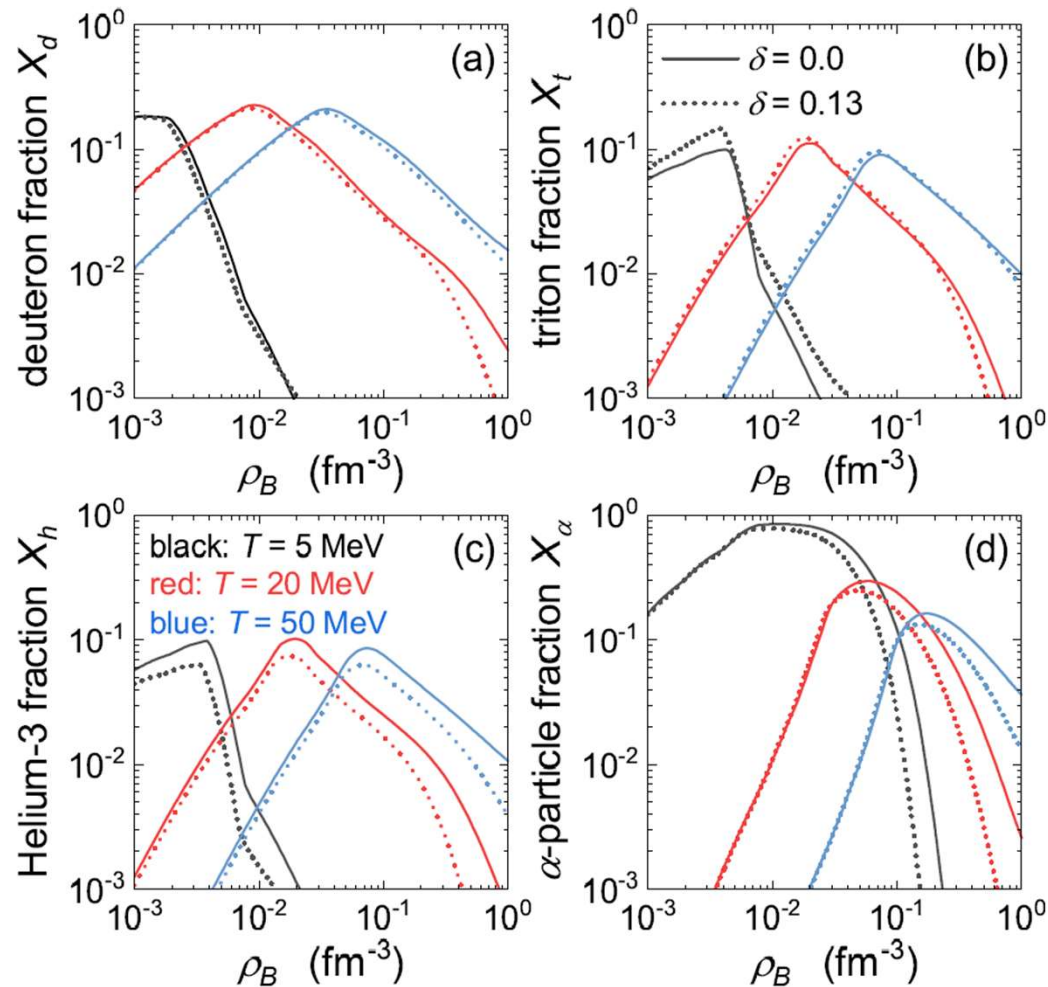 deuteron fraction X_d
10^0
10^-1
10^-2
10^-3
(a)
10^-3 10^-2 10^-1 10^0
ρ_B (fm^-3)
triton fraction X_t
10^0
10^-1
10^-2
10^-3
(b)
δ = 0.0
δ = 0.13
10^-3 10^-2 10^-1 10^0
ρ_B (fm^-3)
Helium-3 fraction X_h
10^0
10^-1
10^-2
10^-3
(c)
black: T = 5 MeV
red: T = 20 MeV
blue: T = 50 MeV
10^-3 10^-2 10^-1 10^0
ρ_B (fm^-3)
α-particle fraction X_α
10^0
10^-1
10^-2
10^-3
(d)
10^-3 10^-2 10^-1 10^0
ρ_B (fm^-3)